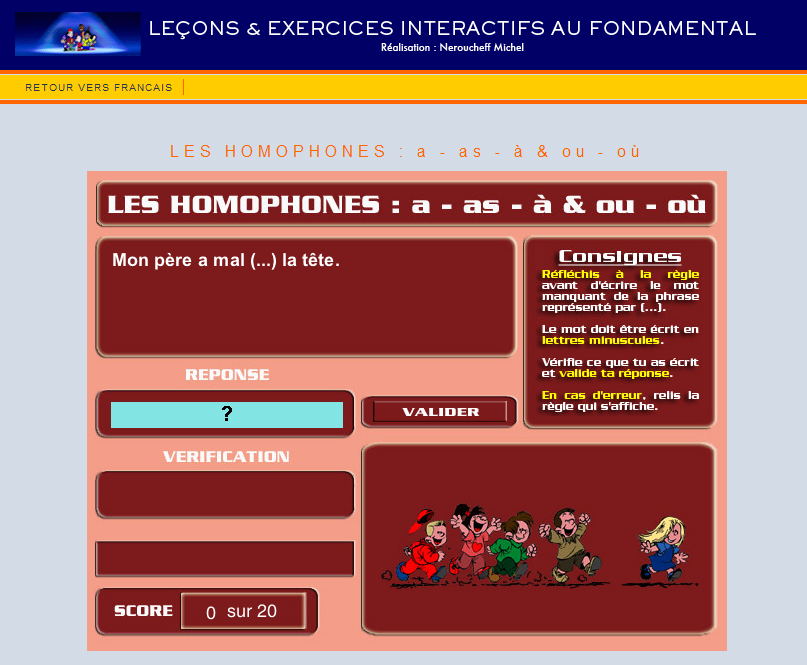 LEÇONS & EXERCICES INTERACTIFS AU FONDAMENTAL
Réalisation : Neroucheff Michel
RETOUR VERS FRANCAIS
LES HOMOPHONES : a - as - à & ou - où
LES HOMOPHONES : a - as - à & ou - où
Mon père a mal (...) la tête.
Consignes
Réfléchis à la règle
avant d'écrire le mot
manquant de la phrase
représenté par (...).
Le mot doit être écrit en
lettres minuscules.
Vérifie ce que tu as écrit
et valide ta réponse.
En cas d'erreur, relis la
règle qui s'affiche.
REPONSE
?
VALIDER
VERIFICATION
SCORE 0 sur 20